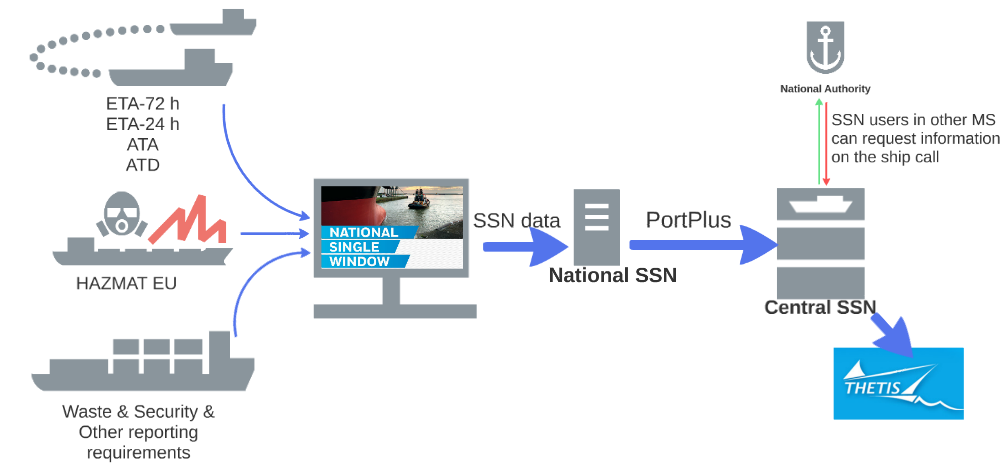 ETA-72 h
ETA-24 h
ATA
ATD
HAZMAT EU
Waste & Security &
Other reporting
requirements
NATIONAL
SINGLE
WINDOW
SSN data
National SSN
PortPlus
National Authority
SSN users in other MS
can request information
on the ship call
Central SSN
THETIS